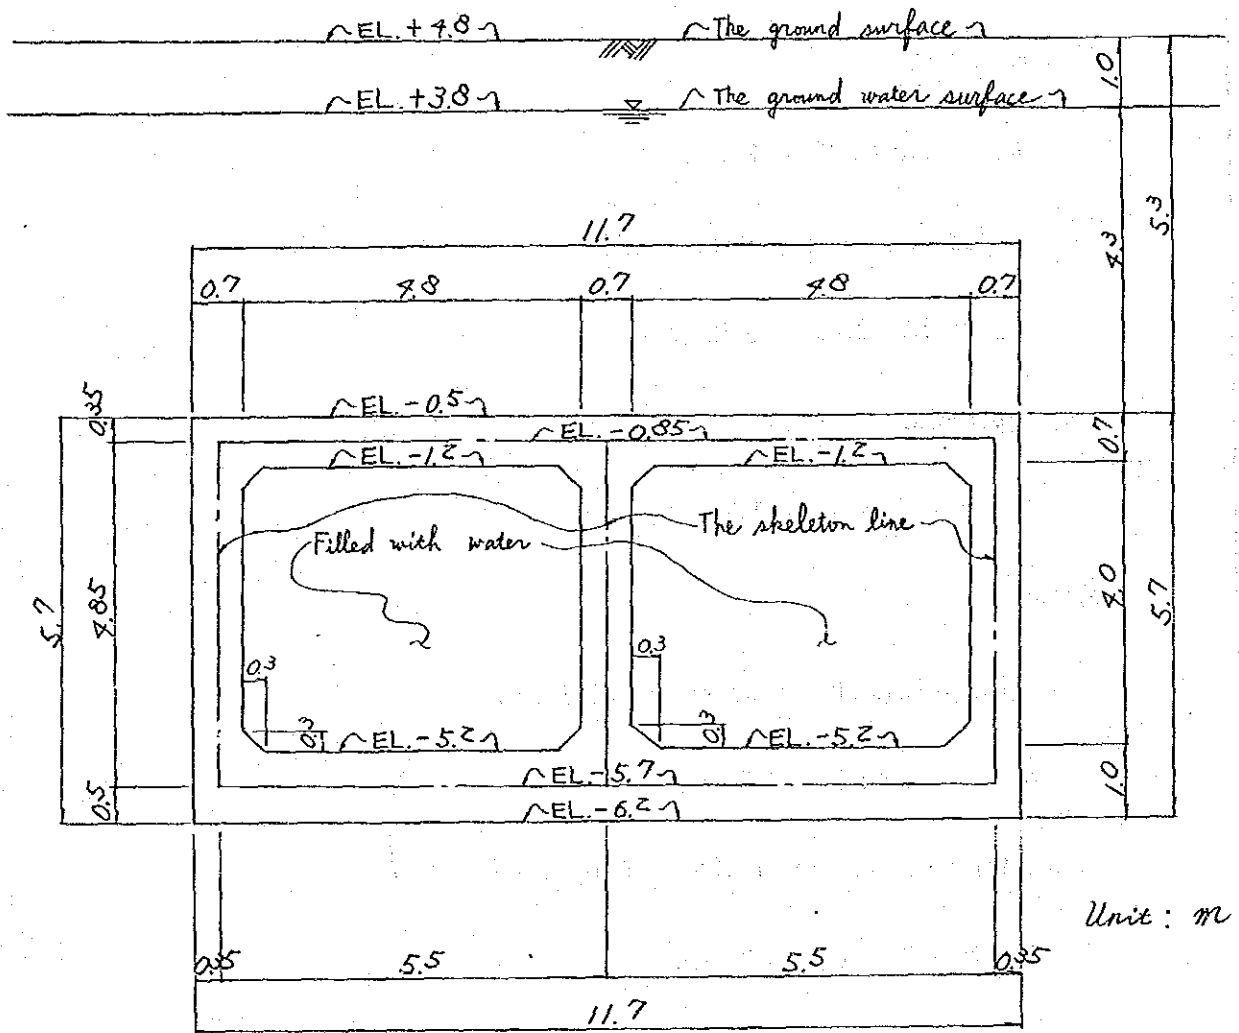 EL.+4.8 The ground surface
1.0
EL.+3.8 The ground water surface
5.3
4.3
11.7
0.7 4.8 0.7 4.8 0.7
0.35
EL.-0.5
EL.-0.85
0.7
EL.-1.2 EL.-1.2
The skeleton line
Filled with water
5.7 4.85 4.0 5.7
0.3 0.3
0.3 0.3
EL.-5.2 EL.-5.2
EL.-5.7
0.5 1.0
EL.-6.2
Unit: m
0.35 5.5 5.5 0.35
11.7